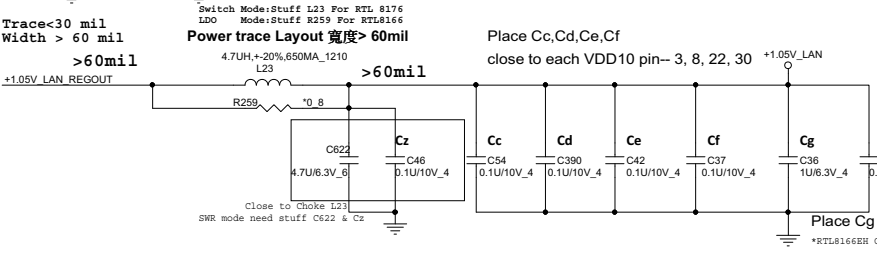 Switch Mode:Stuff L23 For RTL 8176
LDO Mode:Stuff R259 For RTL8166
Trace<30 mil
Width > 60 mil
Power trace Layout 寬度> 60mil
Place Cc,Cd,Ce,Cf
close to each VDD10 pin-- 3, 8, 22, 30
>60mil
4.7UH,+-20%,650MA_1210
L23
>60mil
+1.05V_LAN
+1.05V_LAN_REGOUT
R259 *0_8
Cz
Cc
Cd
Ce
Cf
Cg
C622
C46
C54
C390
C42
C37
C36
4.7U/6.3V_6
0.1U/10V_4
0.1U/10V_4
0.1U/10V_4
0.1U/10V_4
0.1U/10V_4
1U/6.3V_4
Close to Choke L23
SWR mode need stuff C622 & Cz
Place Cg
*RTL8166EH